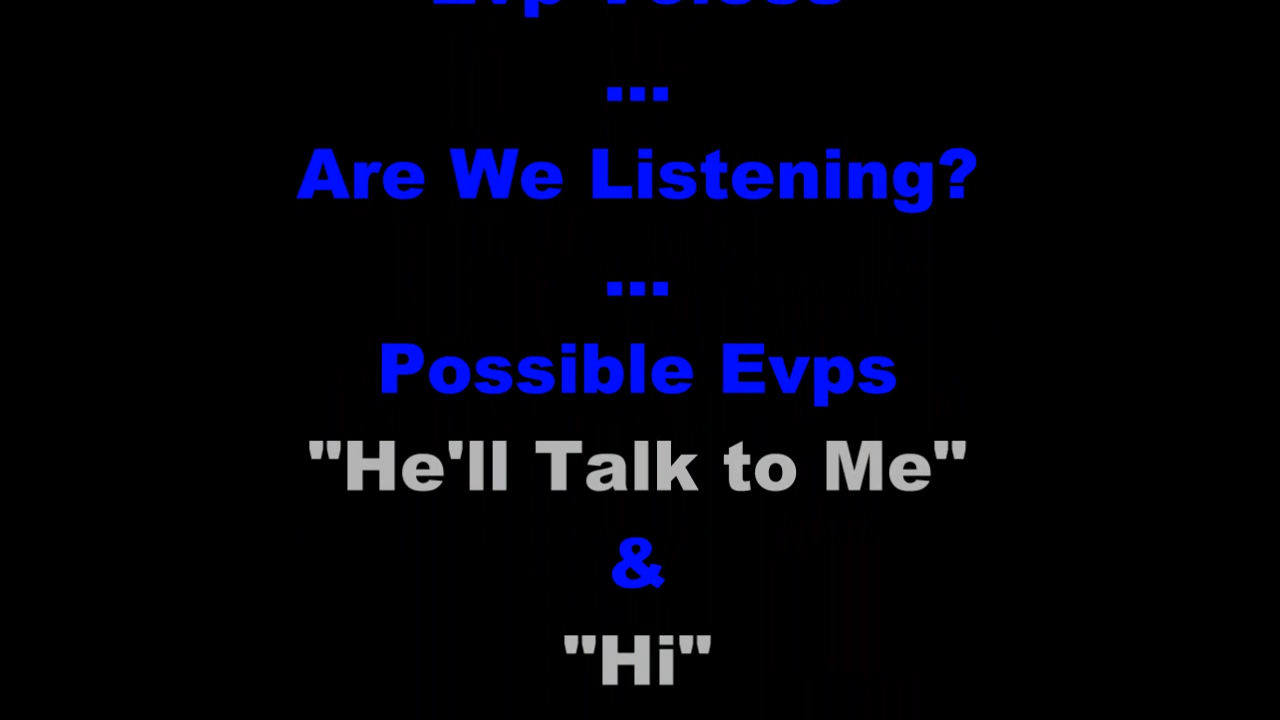 ...
Are We Listening?
...
Possible Evps
"He'll Talk to Me"
&
"Hi"